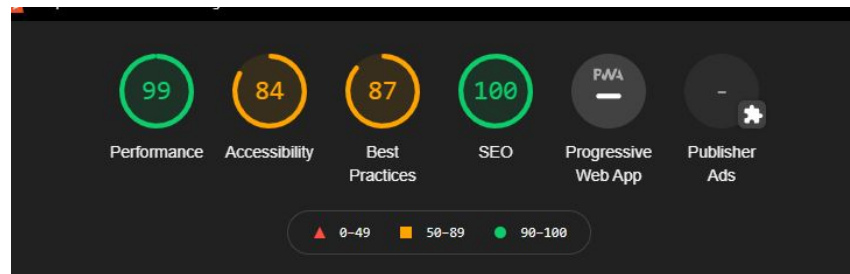 99
84
87
100
PWA
-
Performance
Accessibility
Best
Practices
SEO
Progressive
Web App
Publisher
Ads
0–49
50–89
90–100